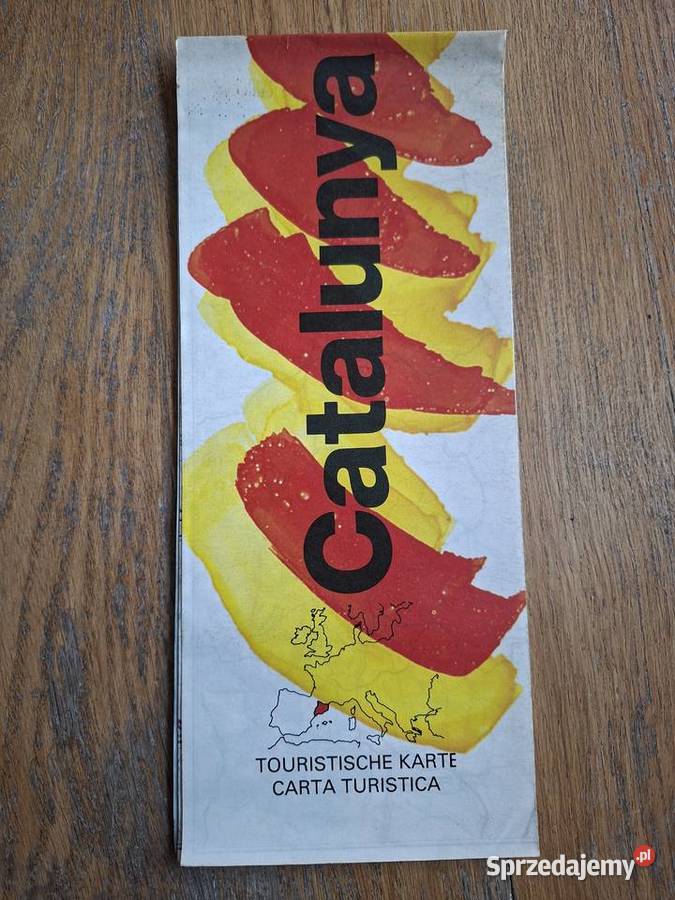 Catalunya
TOURISTISCHE KARTE
CARTA TURISTICA
Sprzedajemy.pl